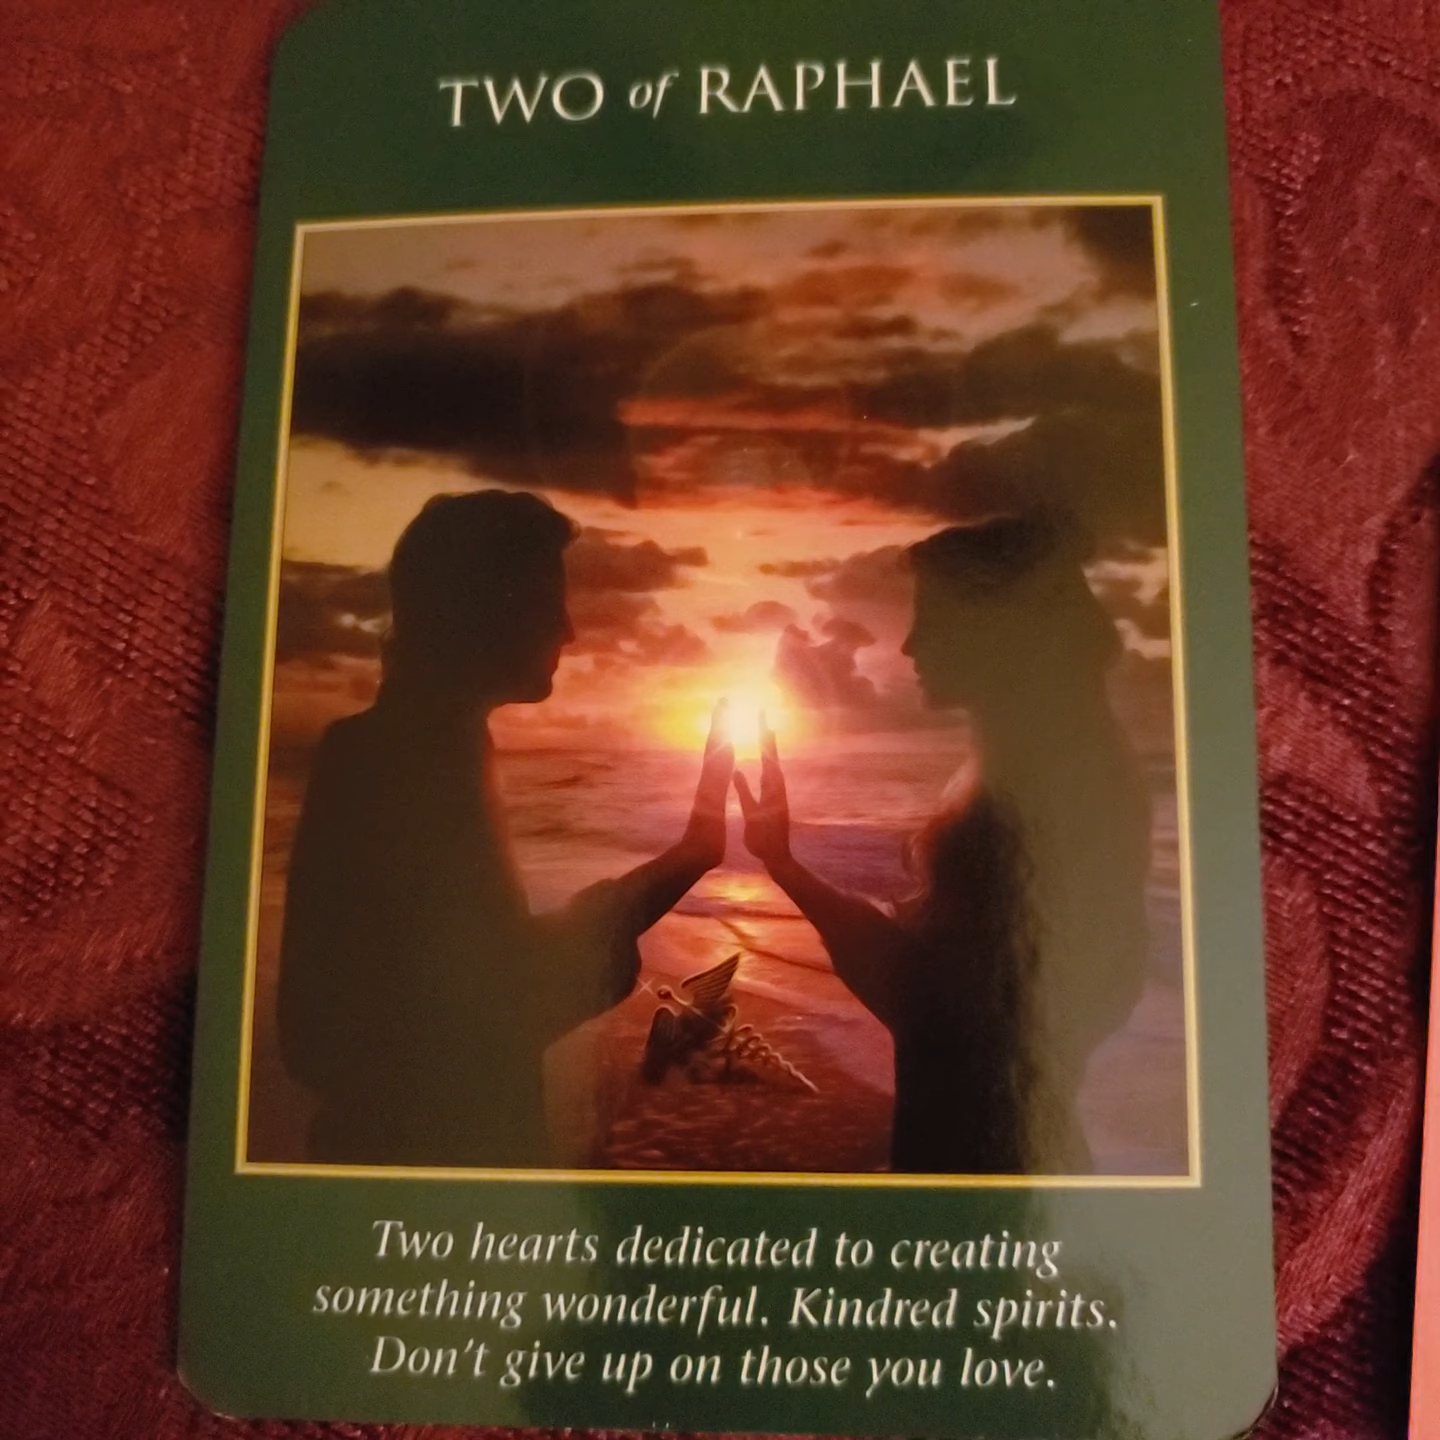 TWO of RAPHAEL
Two hearts dedicated to creating
something wonderful. Kindred spirits.
Don't give up on those you love.